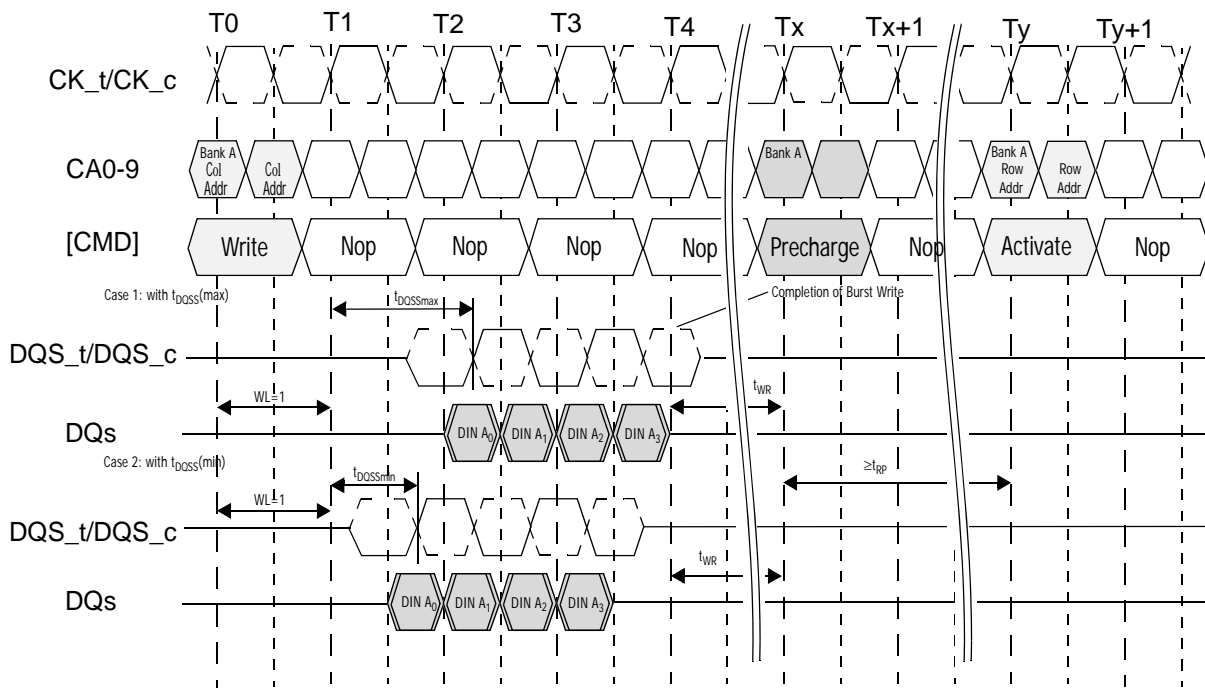 T0 T1 T2 T3 T4 Tx Tx+1 Ty Ty+1
CK_t/CK_c
CA0-9
Bank A
Col
Addr
Col
Addr
Bank A
Bank A
Row
Addr
Row
Addr
[CMD]
Write Nop Nop Nop Nop Precharge Nop Activate Nop
Case 1: with tDQSS(max)
tDQSSmax
Completion of Burst Write
DQS_t/DQS_c
WL=1
tWR
DQs
DIN A0 DIN A1 DIN A2 DIN A3
Case 2: with tDQSS(min)
tDQSSmin
≥tRP
WL=1
DQS_t/DQS_c
tWR
DQs
DIN A0 DIN A1 DIN A2 DIN A3